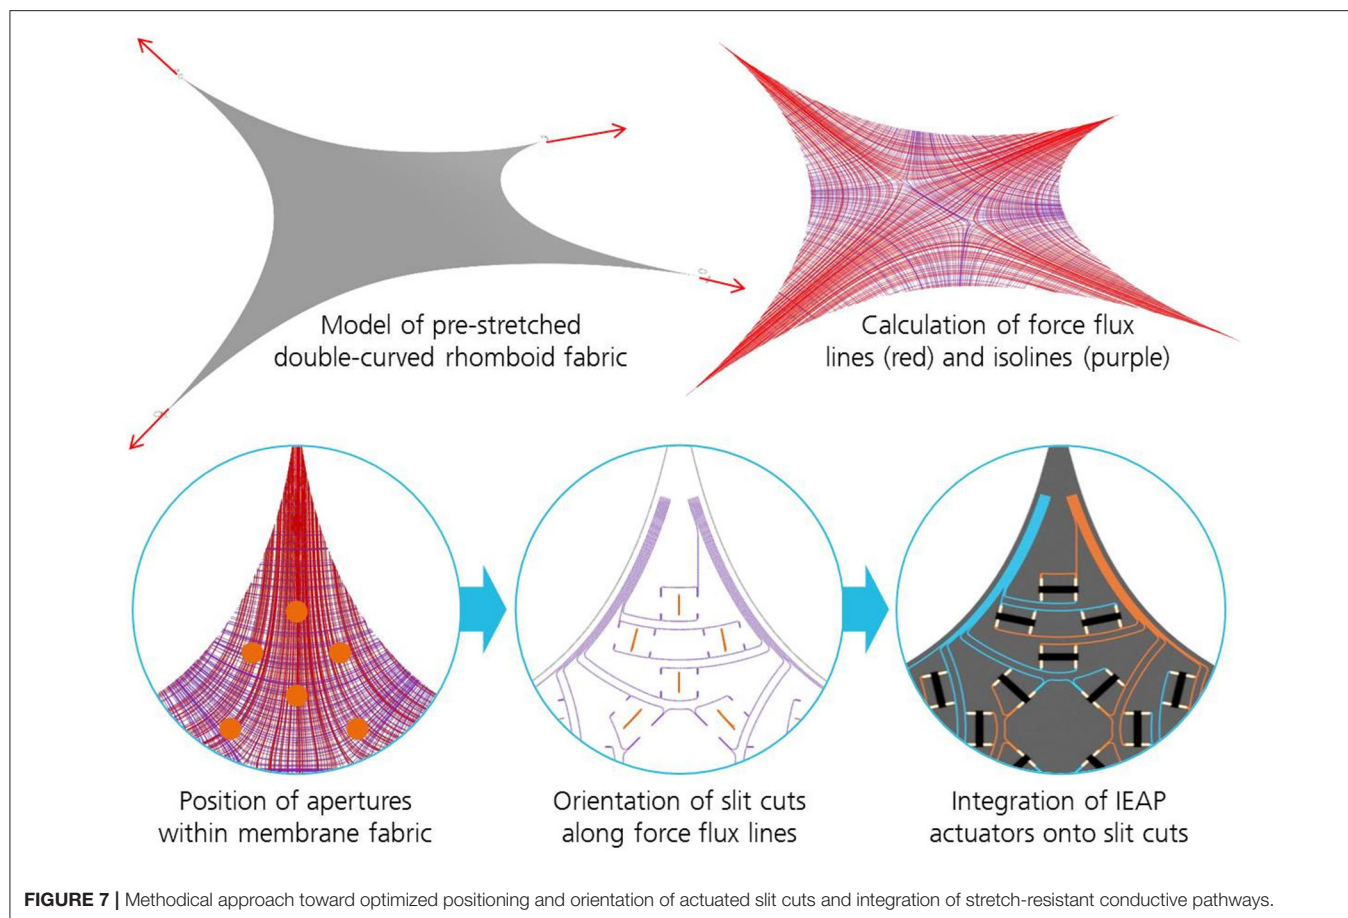 Model of pre-stretched
double-curved rhomboid fabric
Calculation of force flux
lines (red) and isolines (purple)
Position of apertures
within membrane fabric
Orientation of slit cuts
along force flux lines
Integration of IEAP
actuators onto slit cuts
FIGURE 7 | Methodical approach toward optimized positioning and orientation of actuated slit cuts and integration of stretch-resistant conductive pathways.